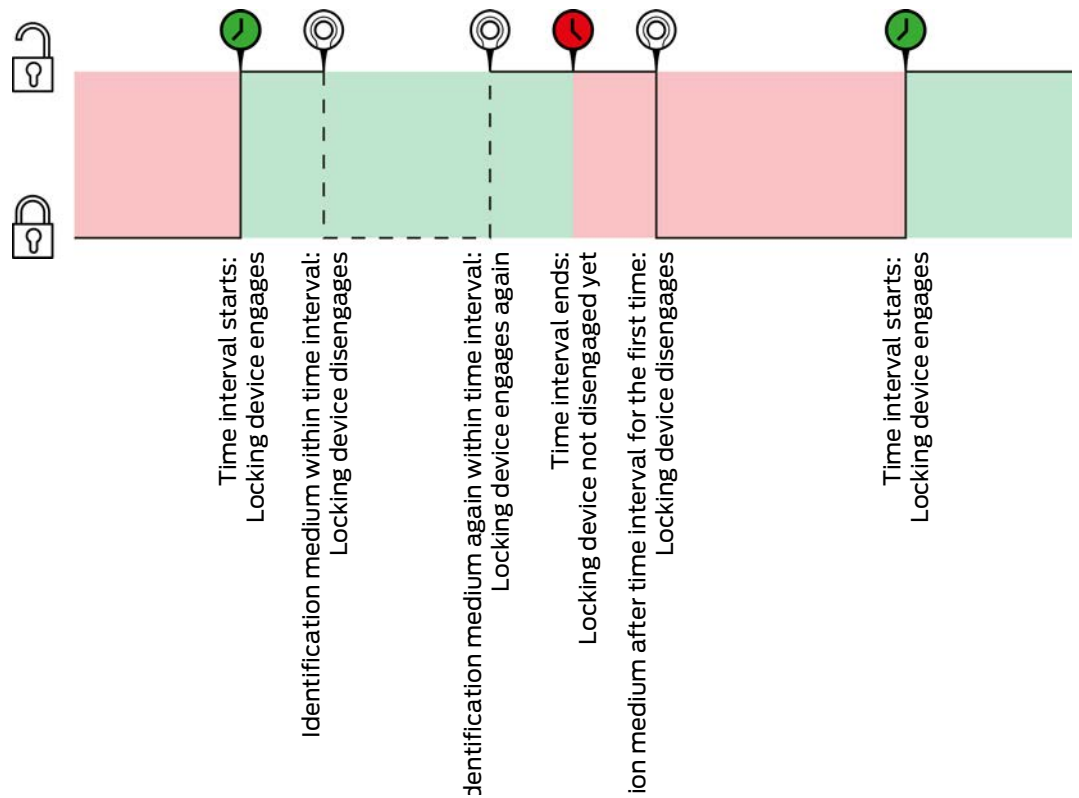 Time interval starts:
Locking device engages
Identification medium within time interval:
Locking device disengages
medium again within time interval:
Locking device engages again
Time interval ends:
Locking device not disengaged yet
medium after time interval for the first time:
Locking device disengages
Time interval starts:
Locking device engages